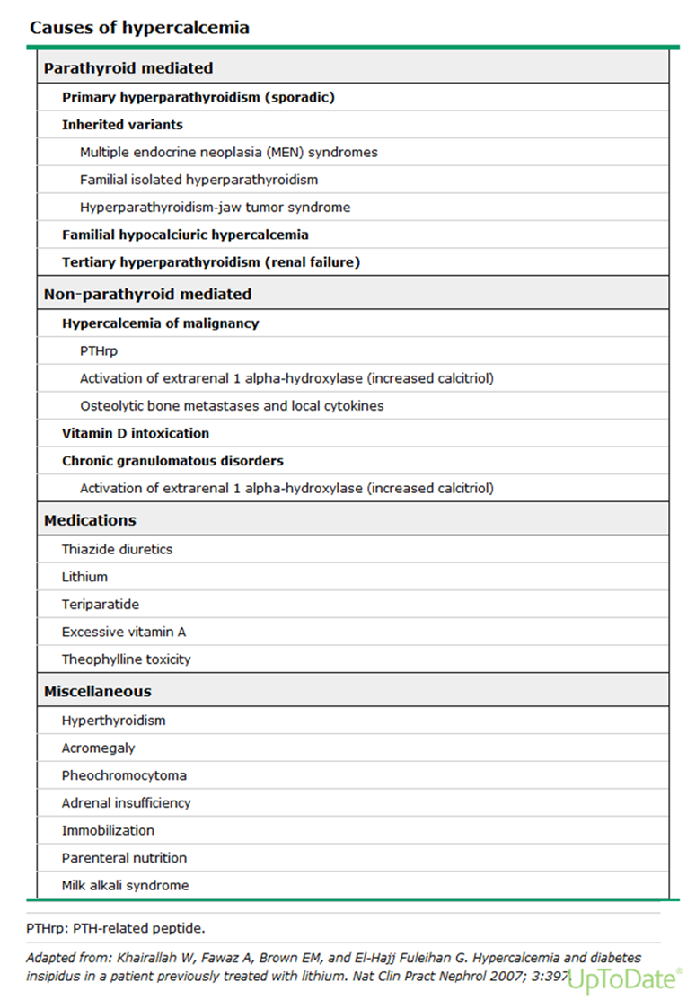 Causes of hypercalcemia
Parathyroid mediated
Primary hyperparathyroidism (sporadic)
Inherited variants
Multiple endocrine neoplasia (MEN) syndromes
Familial isolated hyperparathyroidism
Hyperparathyroidism-jaw tumor syndrome
Familial hypocalciuric hypercalcemia
Tertiary hyperparathyroidism (renal failure)
Non-parathyroid mediated
Hypercalcemia of malignancy
PTHrp
Activation of extrarenal 1 alpha-hydroxylase (increased calcitriol)
Osteolytic bone metastases and local cytokines
Vitamin D intoxication
Chronic granulomatous disorders
Activation of extrarenal 1 alpha-hydroxylase (increased calcitriol)
Medications
Thiazide diuretics
Lithium
Teriparatide
Excessive vitamin A
Theophylline toxicity
Miscellaneous
Hyperthyroidism
Acromegaly
Pheochromocytoma
Adrenal insufficiency
Immobilization
Parenteral nutrition
Milk alkali syndrome
PTHrp: PTH-related peptide.
Adapted from: Khairallah W, Fawaz A, Brown EM, and El-Hajj Fuleihan G. Hypercalcemia and diabetes
insipidus in a patient previously treated with lithium. Nat Clin Pract Nephrol 2007; 3:397.
UpToDate®